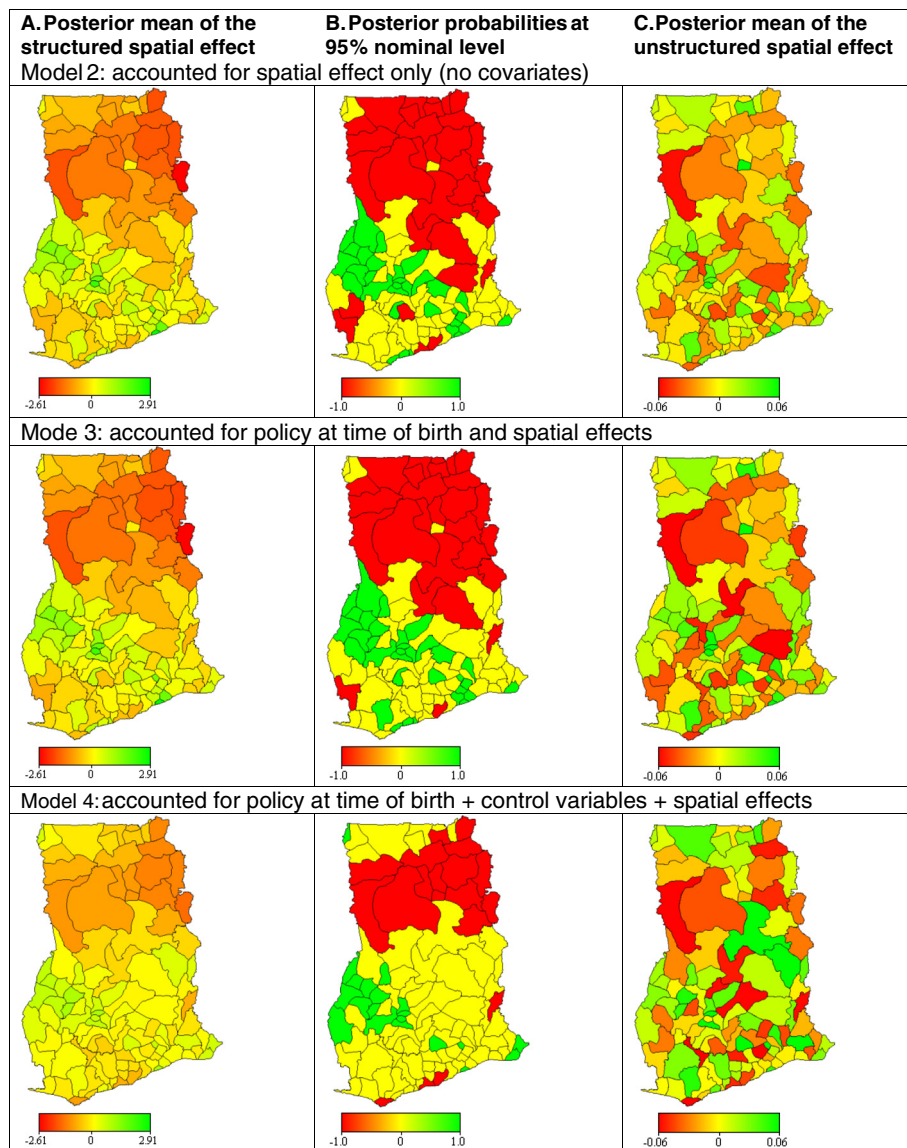 A.Posterior mean of the
structured spatial effect
B.Posterior probabilities at
95% nominal level
C.Posterior mean of the
unstructured spatial effect
Model 2: accounted for spatial effect only (no covariates)
-2.61 0 2.91
-1.0 0 1.0
-0.06 0 0.06
Mode 3: accounted for policy at time of birth and spatial effects
-2.61 0 2.91
-1.0 0 1.0
-0.06 0 0.06
Model 4: accounted for policy at time of birth + control variables + spatial effects
-2.61 0 2.91
-1.0 0 1.0
-0.06 0 0.06